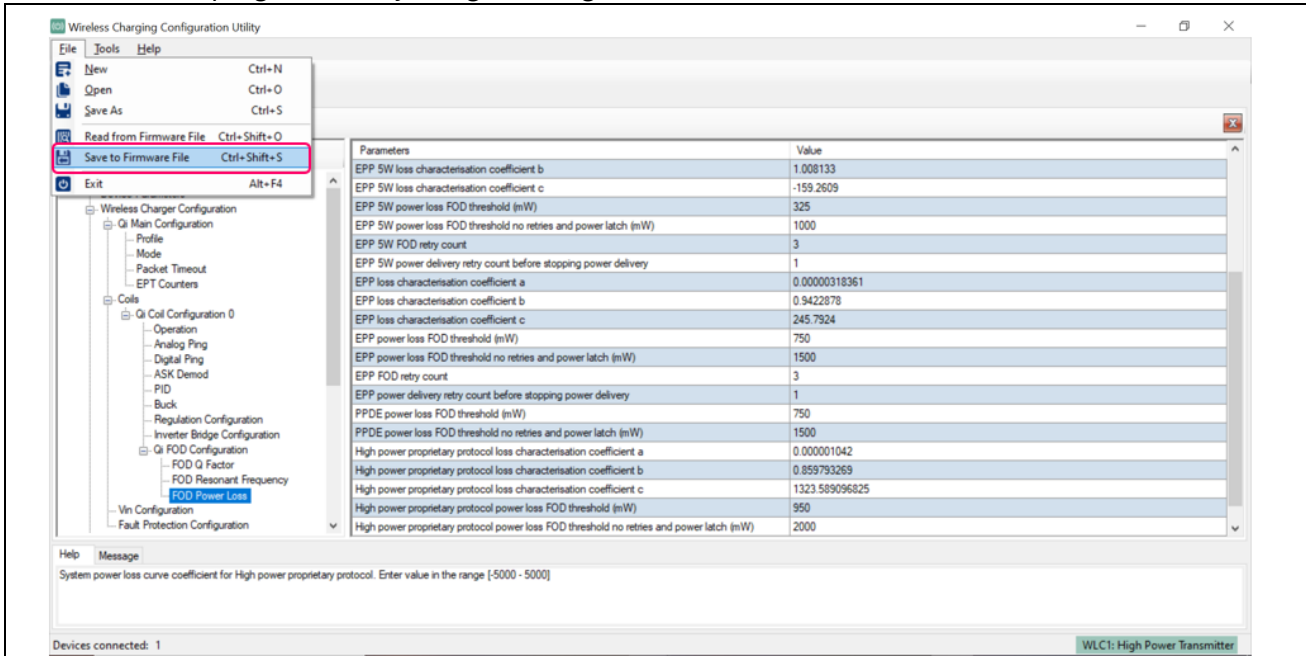 Wireless Charging Configuration Utility
File Tools Help
New Ctrl+N
Open Ctrl+O
Save As Ctrl+S
Read from Firmware File Ctrl+Shift+O
Save to Firmware File Ctrl+Shift+S
Exit Alt+F4
Wireless Charger Configuration
Qi Main Configuration
Profile
Mode
Packet Timeout
EPT Counters
Coils
Qi Coil Configuration 0
Operation
Analog Ping
Digital Ping
ASK Demod
PID
Buck
Regulation Configuration
Inverter Bridge Configuration
Qi FOD Configuration
FOD Q Factor
FOD Resonant Frequency
FOD Power Loss
Vin Configuration
Fault Protection Configuration
Parameters Value
EPP 5W loss characterisation coefficient b 1.008133
EPP 5W loss characterisation coefficient c -159.2609
EPP 5W power loss FOD threshold (mW) 325
EPP 5W power loss FOD threshold no retries and power latch (mW) 1000
EPP 5W FOD retry count 3
EPP 5W power delivery retry count before stopping power delivery 1
EPP loss characterisation coefficient a 0.00000318361
EPP loss characterisation coefficient b 0.9422878
EPP loss characterisation coefficient c 245.7924
EPP power loss FOD threshold (mW) 750
EPP power loss FOD threshold no retries and power latch (mW) 1500
EPP FOD retry count 3
EPP power delivery retry count before stopping power delivery 1
PPDE power loss FOD threshold (mW) 750
PPDE power loss FOD threshold no retries and power latch (mW) 1500
High power proprietary protocol loss characterisation coefficient a 0.000001042
High power proprietary protocol loss characterisation coefficient b 0.859793269
High power proprietary protocol loss characterisation coefficient c 1323.589096825
High power proprietary protocol power loss FOD threshold (mW) 950
High power proprietary protocol power loss FOD threshold no retries and power latch (mW) 2000
Help Message
System power loss curve coefficient for High power proprietary protocol. Enter value in the range [-5000 - 5000]
Devices connected: 1 WLC1: High Power Transmitter